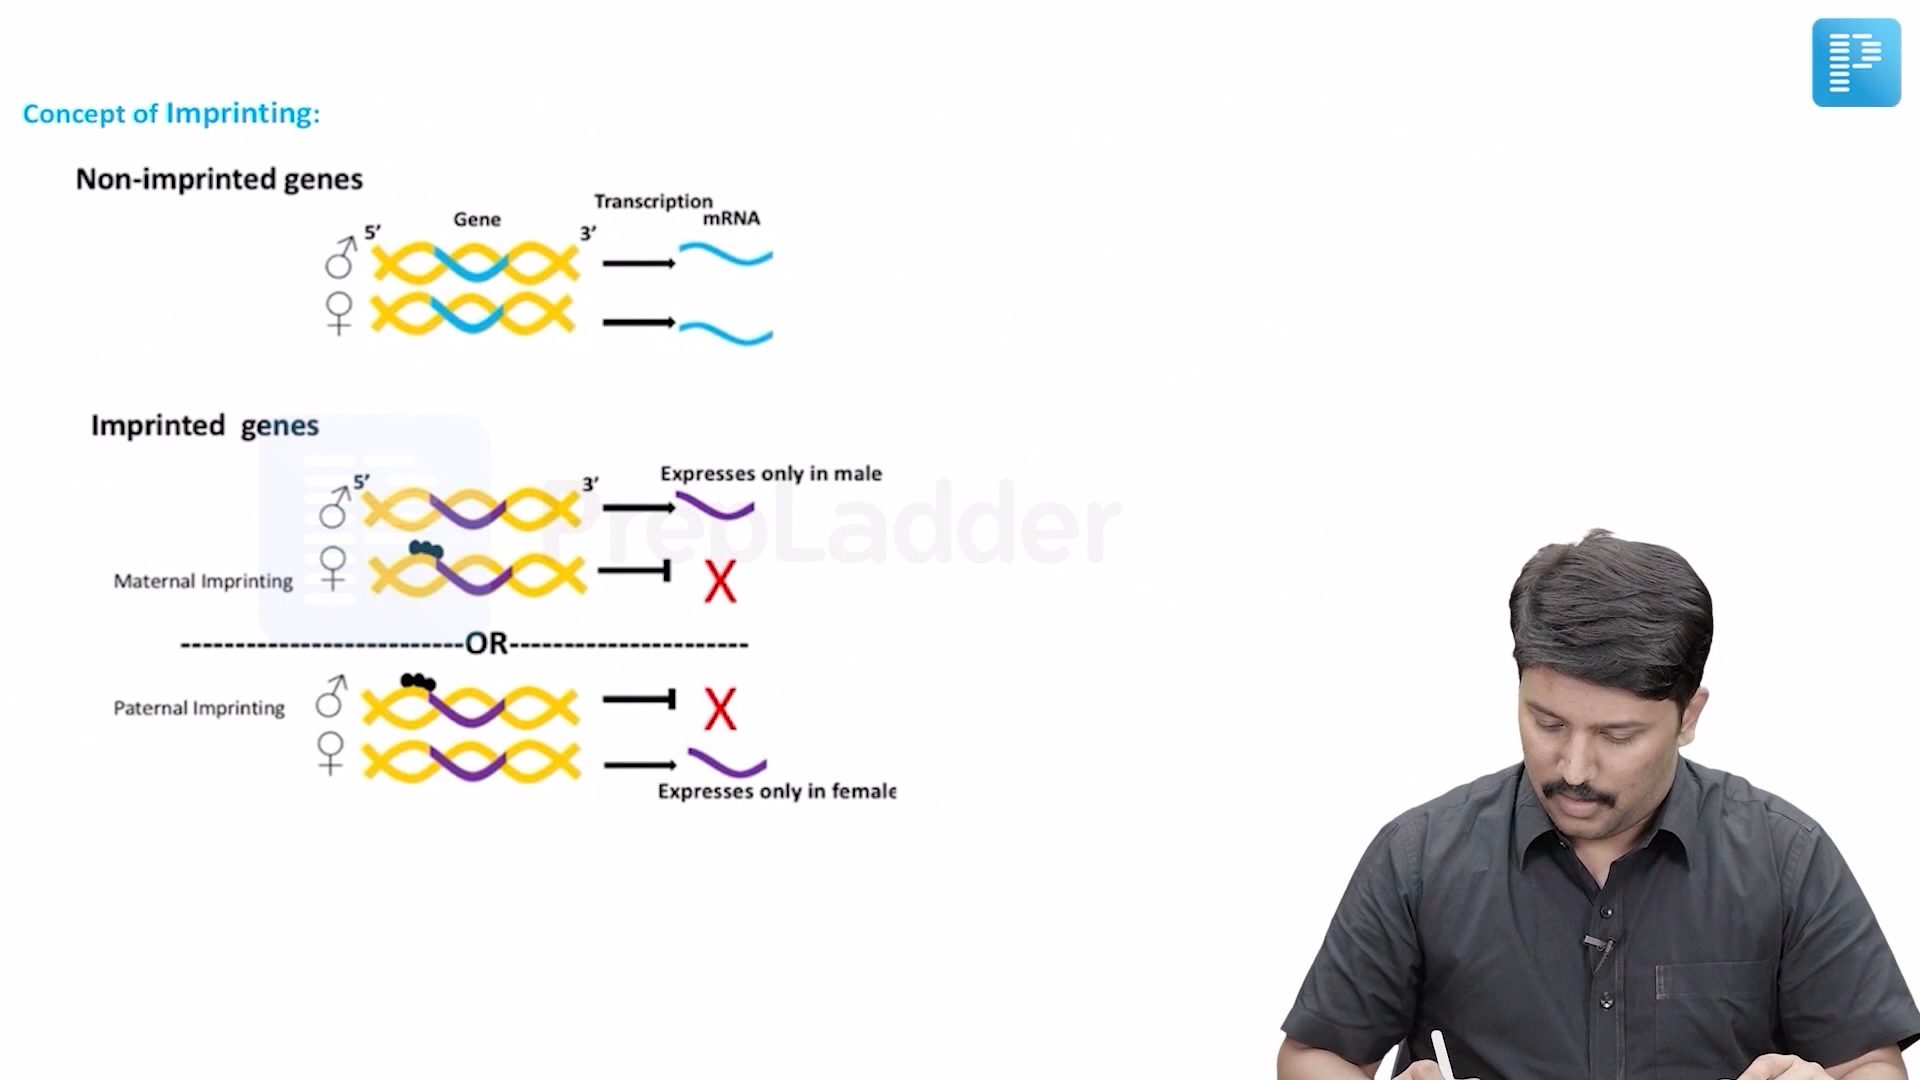 Concept of Imprinting:
Non-imprinted genes
Transcription
Gene
mRNA
5’
3’
Imprinted genes
Expresses only in male
5’
3’
PrepLadder
Maternal Imprinting
X
------------------------OR----------------------
Paternal Imprinting
X
Expresses only in female